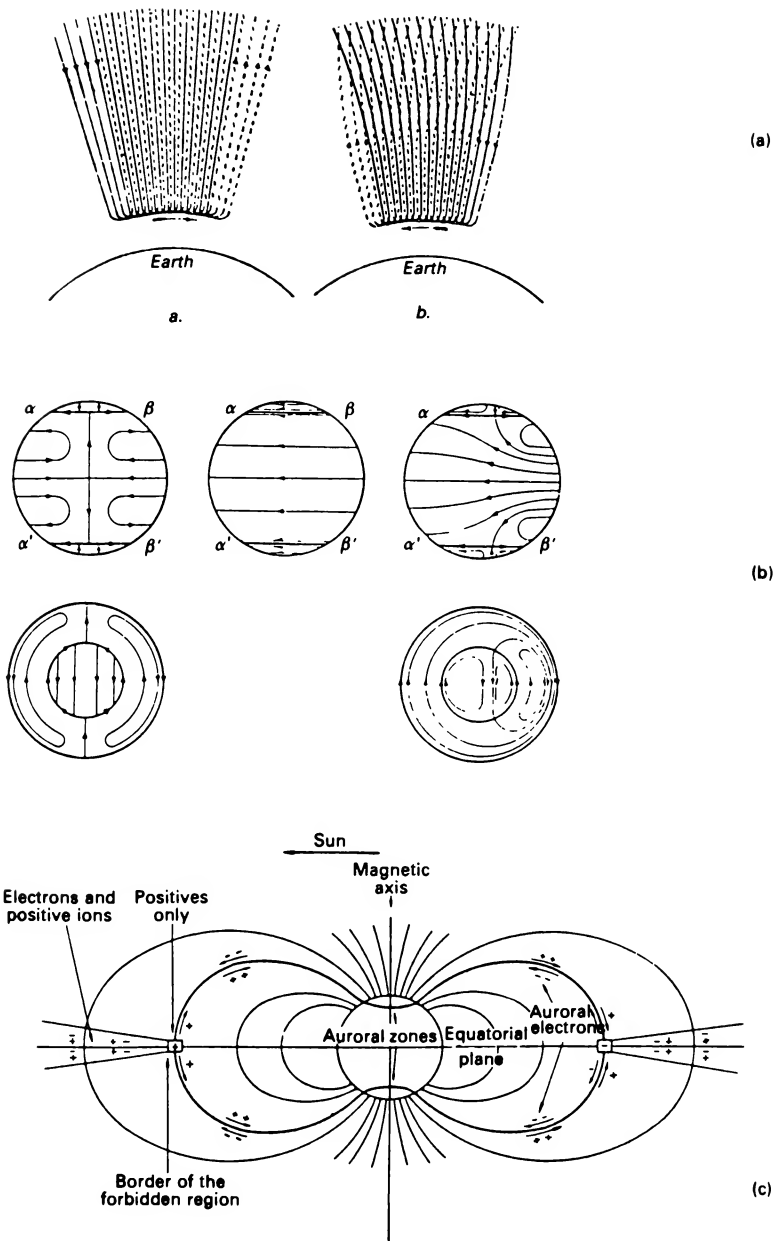 (a)
Earth
Earth
a.
b.
α
β
α
β
α
α'
β'
α'
β'
α'
β'
(b)
Sun
Magnetic
axis
Electrons and
positive ions
Positives
only
Auroral zones
Equatorial
plane
Auroral
electrons
Border of the
forbidden region
(c)